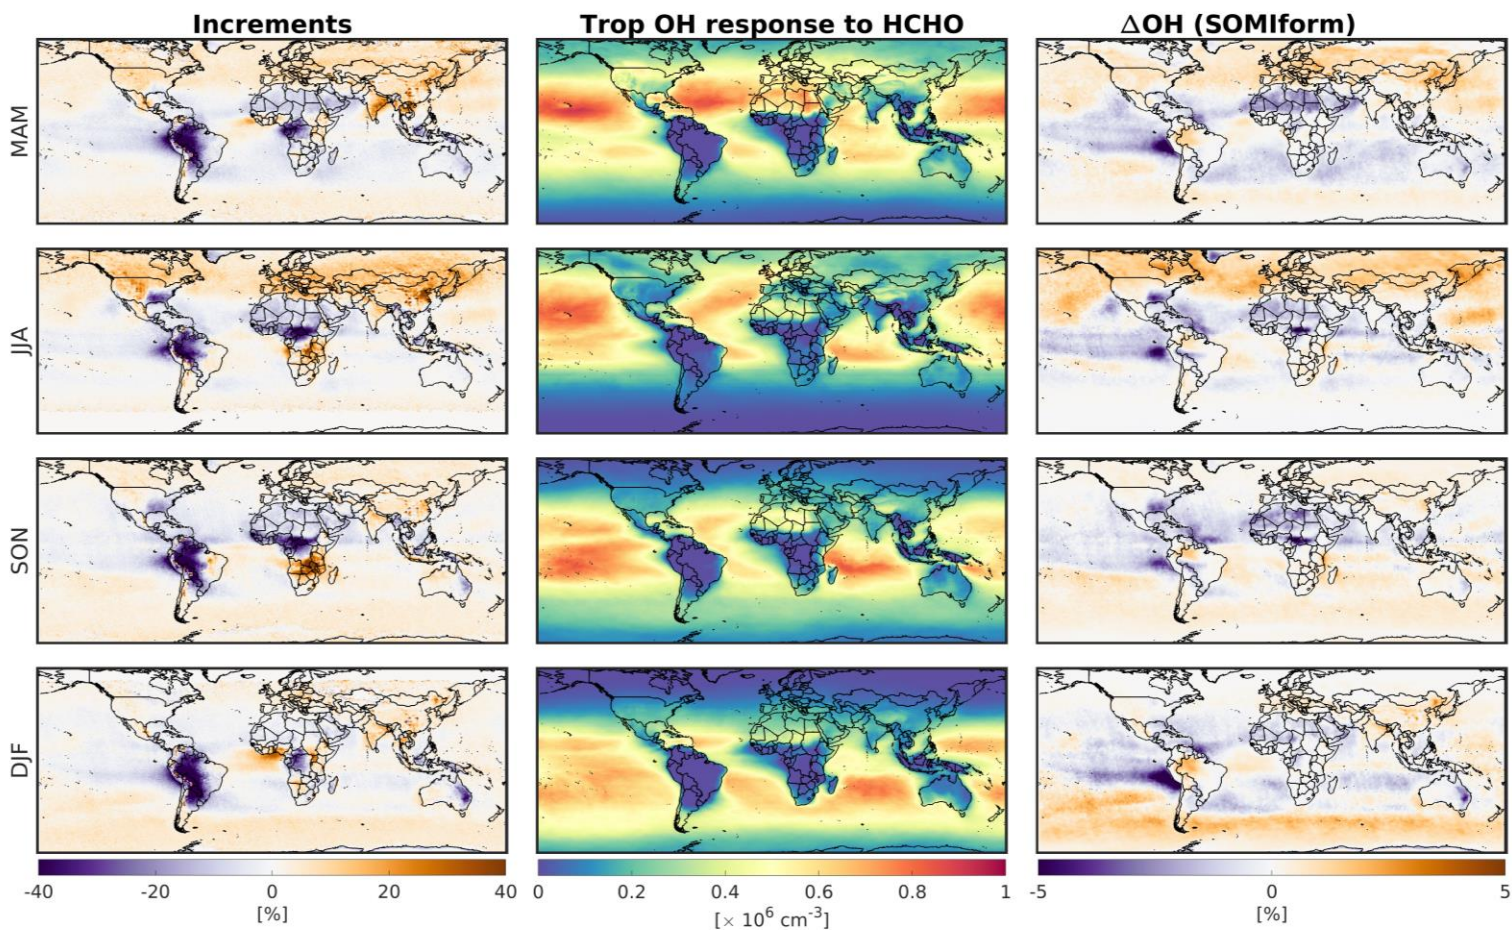 Increments Trop OH response to HCHO ΔOH (SOMIform)
MAM
JJA
SON
DJF
-40 -20 0 20 40 0 0.2 0.4 0.6 0.8 1 -5 0 5
[%] [× 10⁶ cm⁻³] [%]